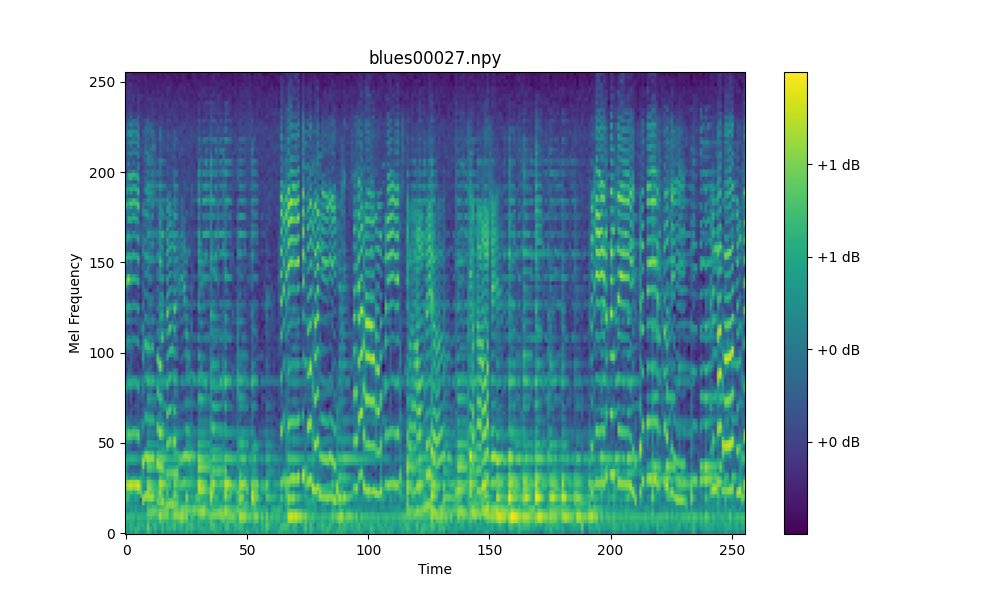 blues00027.npy
Mel Frequency
250
200
150
100
50
0
0 50 100 150 200 250
Time
+1 dB
+1 dB
+0 dB
+0 dB